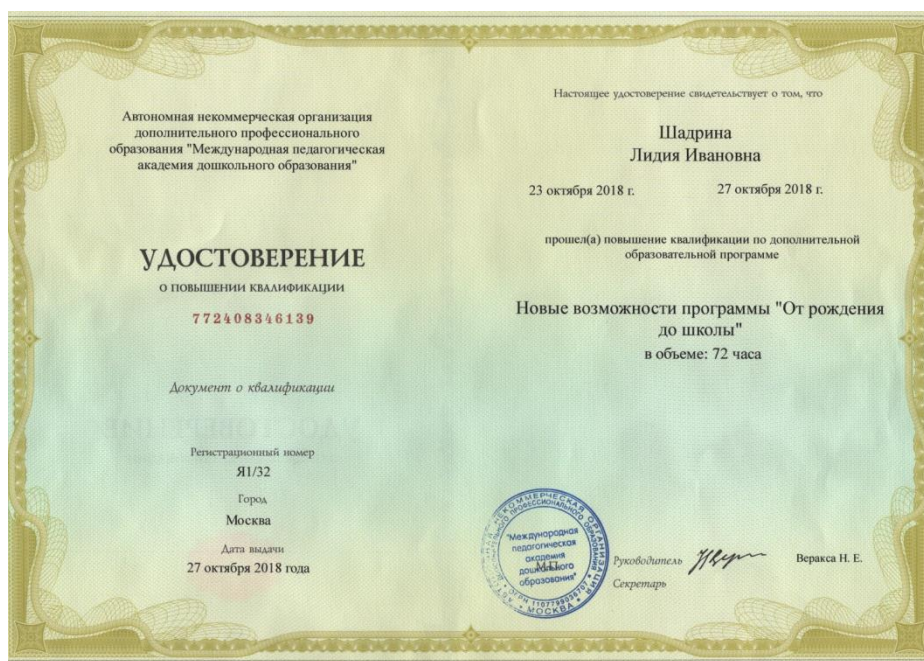 Автономная некоммерческая организация
дополнительного профессионального
образования "Международная педагогическая
академия дошкольного образования"
УДОСТОВЕРЕНИЕ
О ПОВЫШЕНИИ КВАЛИФИКАЦИИ
772408346139
Документ о квалификации
Регистрационный номер
Я1/32
Город
Москва
Дата выдачи
27 октября 2018 года
Настоящее удостоверение свидетельствует о том, что
Шадрина
Лидия Ивановна
23 октября 2018 г. 27 октября 2018 г.
прошел(а) повышение квалификации по дополнительной
образовательной программе
Новые возможности программы "От рождения
до школы"
в объеме: 72 часа
"Международная
педагогическая
академия
М.П.
дошкольного
образования"
МОСКВА
Руководитель Веракса Н. Е.
Секретарь